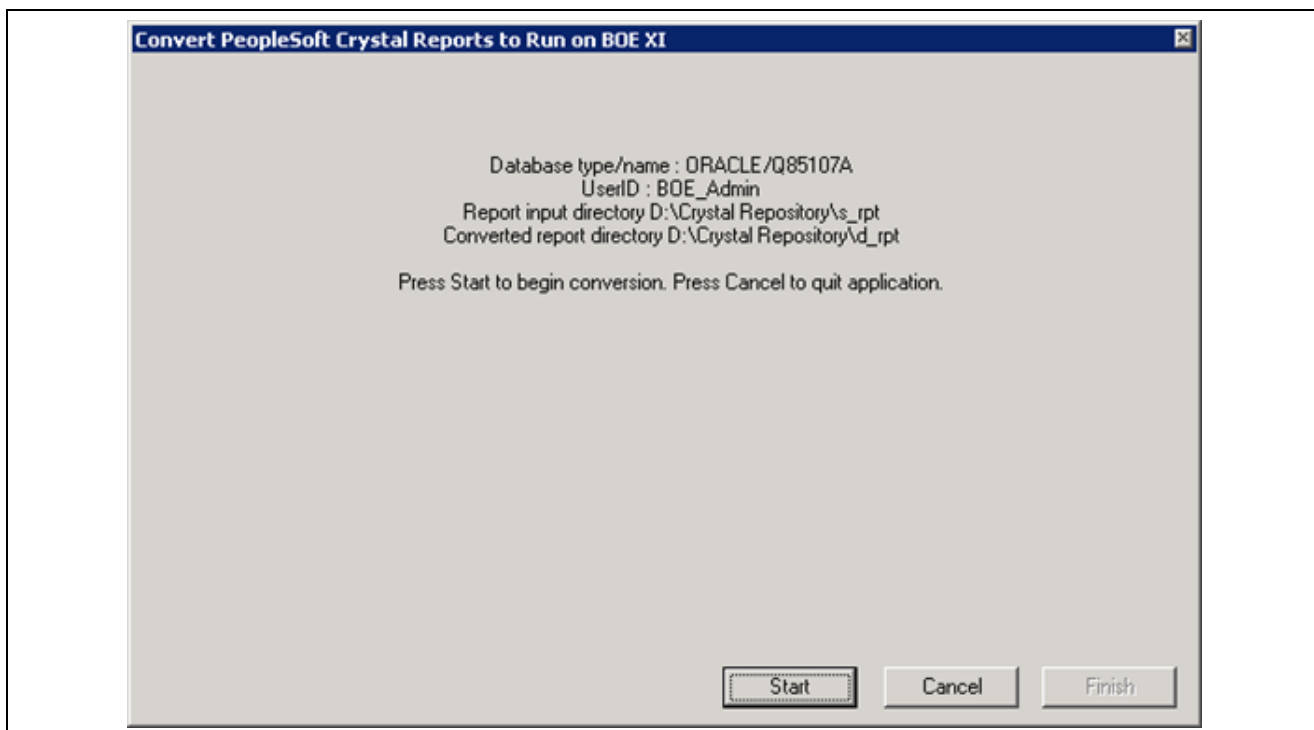 Convert PeopleSoft Crystal Reports to Run on BOE XI
Database type/name : ORACLE/Q85107A
UserID : BOE_Admin
Report input directory D:\Crystal Repository\s_rpt
Converted report directory D:\Crystal Repository\d_rpt
Press Start to begin conversion. Press Cancel to quit application.
Start Cancel Finish